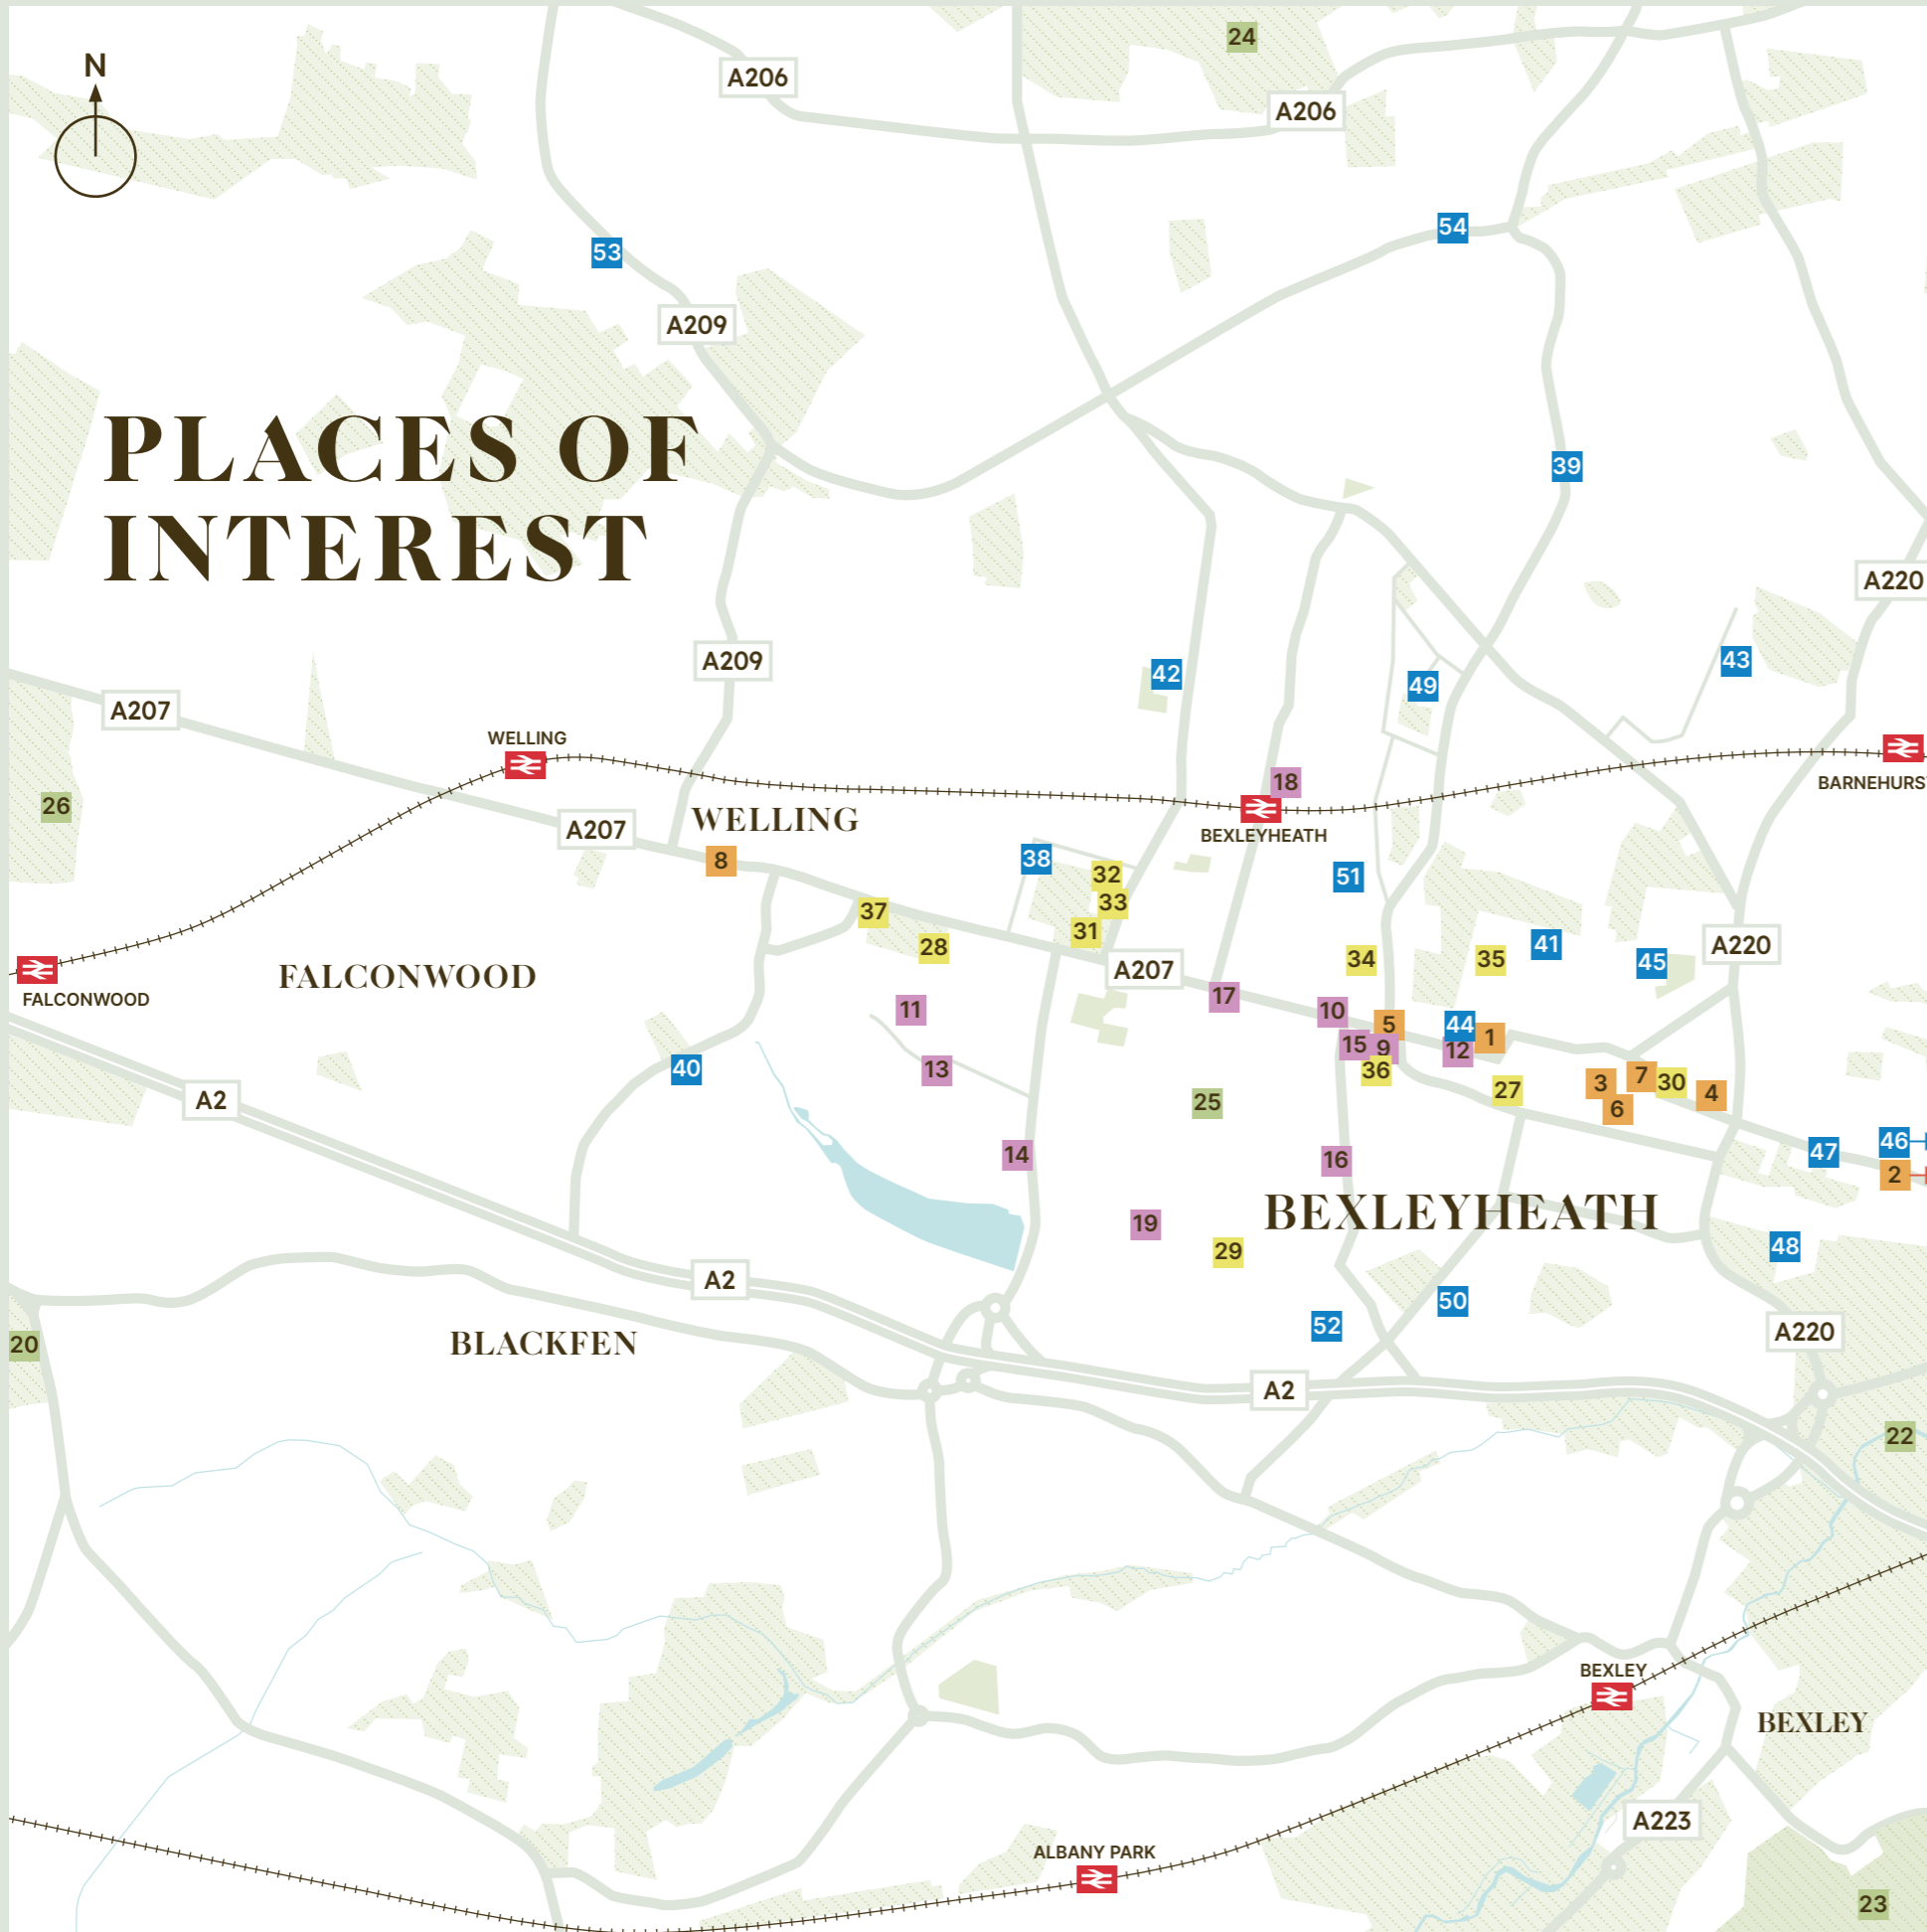 24
N
A206
A206
54
53
A209
PLACES OF
INTEREST
39
A220
A209
42
43
49
A207
WELLING
BARNEHURS
18
26
BEXLEYHEATH
WELLING
A207
8
38
32
51
33
37
31
28
34
35
41
45
A220
A207
FALCONWOOD
FALCONWOOD
17
11
10
5
44
1
15
9
12
13
36
40
3
7
30
4
27
6
25
A2
46
47
14
16
2
BEXLEYHEATH
19
29
48
A2
50
52
A220
20
BLACKFEN
A2
22
BEXLEY
BEXLEY
A223
ALBANY PARK
23